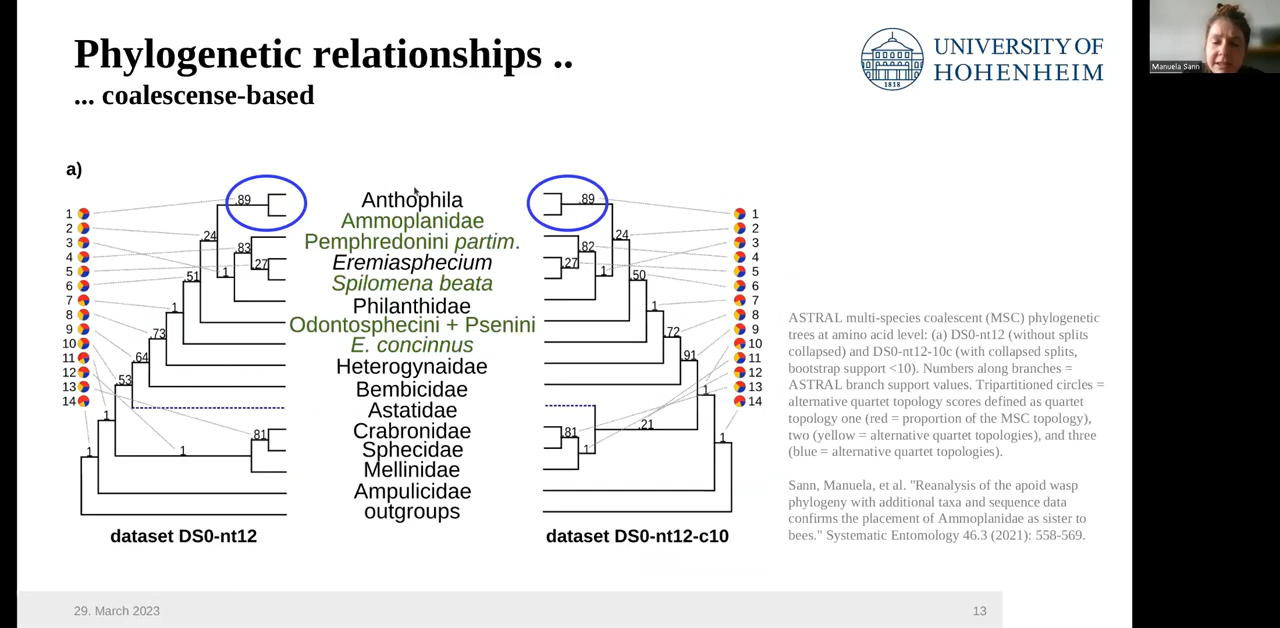 Phylogenetic relationships ..
... coalescense-based
UNIVERSITY OF
HOHENHEIM
1818
Manuela Sann
a)
Anthophila
Ammoplanidae
Pemphredonini partim.
Eremiasphecium
Spilomena beata
Philanthidae
Odontosphecini + Psenini
E. concinnus
Heterogynaidae
Bembicidae
Astatidae
Crabronidae
Sphecidae
Mellinidae
Ampulicidae
outgroups
1
2
3
4
5
6
7
8
9
10
11
12
13
14
.89
.24
.83
.27
1
.51
1
.73
.64
.53
1
.81
1
1
.89
.24
.82
.27
1
.50
1
.72
.91
1
.21
.81
1
1
1
2
3
4
5
6
7
8
9
10
11
12
13
14
dataset DS0-nt12
dataset DS0-nt12-c10
ASTRAL multi-species coalescent (MSC) phylogenetic
trees at amino acid level: (a) DS0-nt12 (without splits
collapsed) and DS0-nt12-10c (with collapsed splits,
bootstrap support <10). Numbers along branches =
ASTRAL branch support values. Tripartitioned circles =
alternative quartet topology scores defined as quartet
topology one (red = proportion of the MSC topology),
two (yellow = alternative quartet topologies), and three
(blue = alternative quartet topologies).
Sann, Manuela, et al. "Reanalysis of the apoid wasp
phylogeny with additional taxa and sequence data
confirms the placement of Ammoplanidae as sister to
bees." Systematic Entomology 46.3 (2021): 558-569.
29. March 2023
13